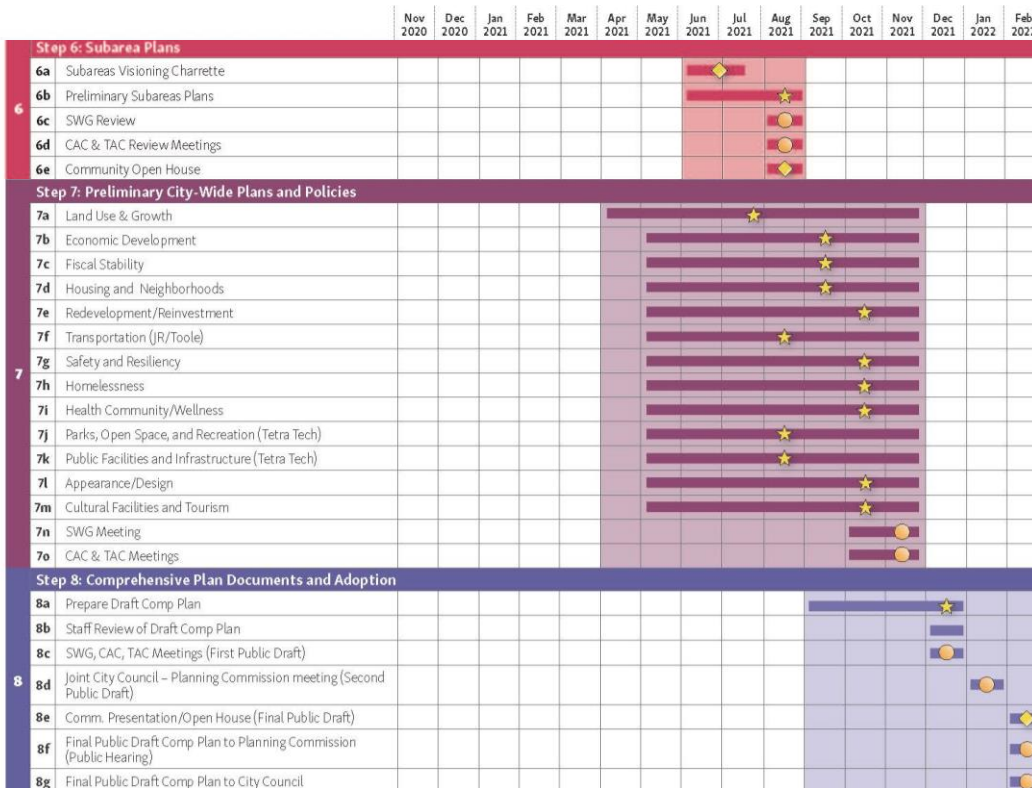 Nov Dec Jan Feb Mar Apr May Jun Jul Aug Sep Oct Nov Dec Jan Feb
2020 2020 2021 2021 2021 2021 2021 2021 2021 2021 2021 2021 2021 2021 2022
Step 6: Subarea Plans
6
6a Subareas Visioning Charrette
6b Preliminary Subareas Plans
6c SWG Review
6d CAC & TAC Review Meetings
6e Community Open House
Step 7: Preliminary City-Wide Plans and Policies
7
7a Land Use & Growth
7b Economic Development
7c Fiscal Stability
7d Housing and Neighborhoods
7e Redevelopment/Reinvestment
7f Transportation (JR/Toole)
7g Safety and Resiliency
7h Homelessness
7i Health Community/Wellness
7j Parks, Open Space, and Recreation (Tetra Tech)
7k Public Facilities and Infrastructure (Tetra Tech)
7l Appearance/Design
7m Cultural Facilities and Tourism
7n SWG Meeting
7o CAC & TAC Meetings
Step 8: Comprehensive Plan Documents and Adoption
8
8a Prepare Draft Comp Plan
8b Staff Review of Draft Comp Plan
8c SWG, CAC, TAC Meetings (First Public Draft)
8d Joint City Council – Planning Commission meeting (Second
Public Draft)
8e Comm. Presentation/Open House (Final Public Draft)
8f Final Public Draft Comp Plan to Planning Commission
(Public Hearing)
8g Final Public Draft Comp Plan to City Council